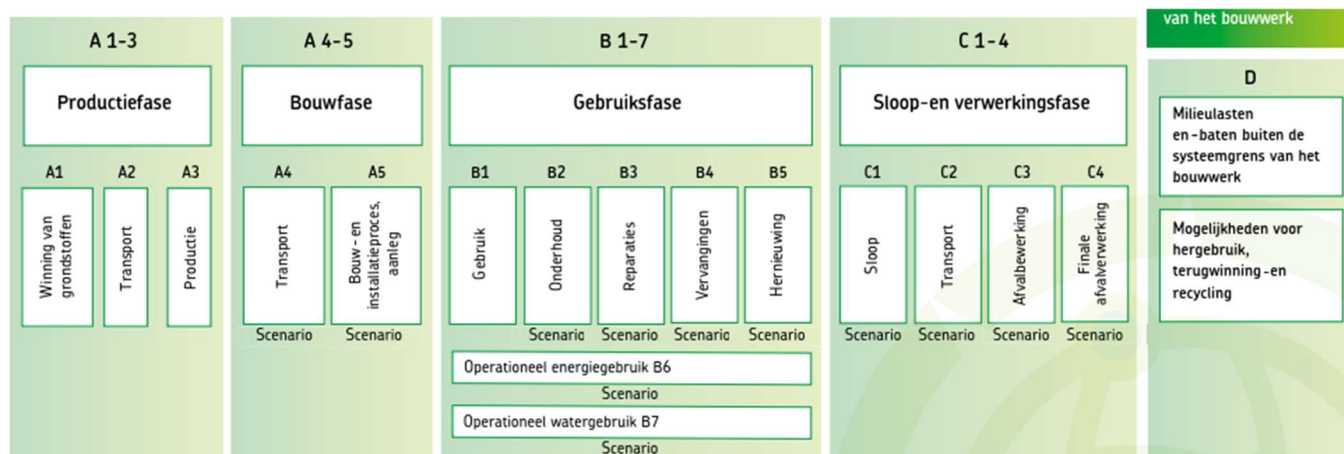 A 1-3
Productiefase
A1
A2
A3
Winning van
grondstoffen
Transport
Productie
A 4-5
Bouwfase
A4
A5
Transport
Bouw-en
installatieproces,
aanleg
Scenario
Scenario
B 1-7
Gebruiksfase
B1
B2
B3
B4
B5
Gebruik
Onderhoud
Reparaties
Vervangingen
Hernieuwing
Scenario
Scenario
Scenario
Scenario
Operationeel energiegebruik B6
Scenario
Operationeel watergebruik B7
Scenario
C 1-4
Sloop-en verwerkingsfase
C1
C2
C3
C4
Sloop
Transport
Afvalbewerking
Finale
afvalverwerking
Scenario
Scenario
Scenario
Scenario
van het bouwwerk
D
Milieulasten
en-baten buiten de
systeemgrens van het
bouwwerk
Mogelijkheden voor
hergebruik,
terugwinning-en
recycling